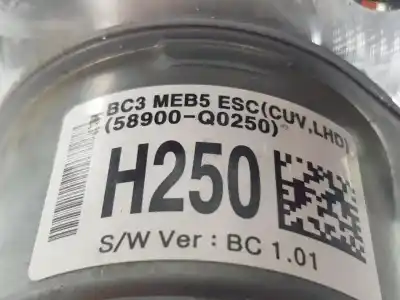 BC3 MEB5 ESC(CUV,LHD)
(58900-Q0250)
H250
S/W Ver : BC 1.01